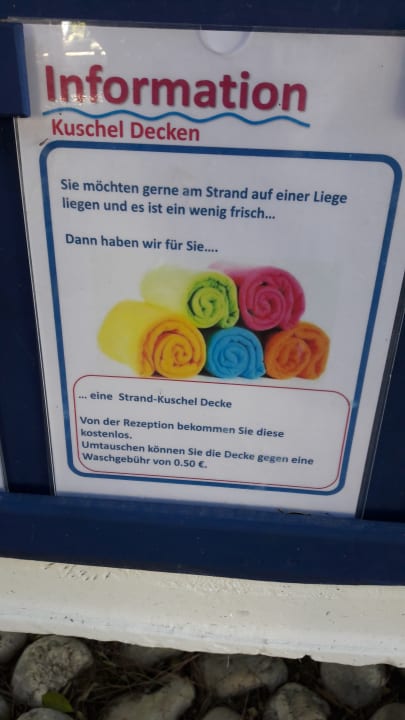 Information
Kuschel Decken
Sie möchten gerne am Strand auf einer Liege
liegen und es ist ein wenig frisch...
Dann haben wir für Sie....
... eine Strand-Kuschel Decke
Von der Rezeption bekommen Sie diese
kostenlos.
Umtauschen können Sie die Decke gegen eine
Waschgebühr von 0.50 €.